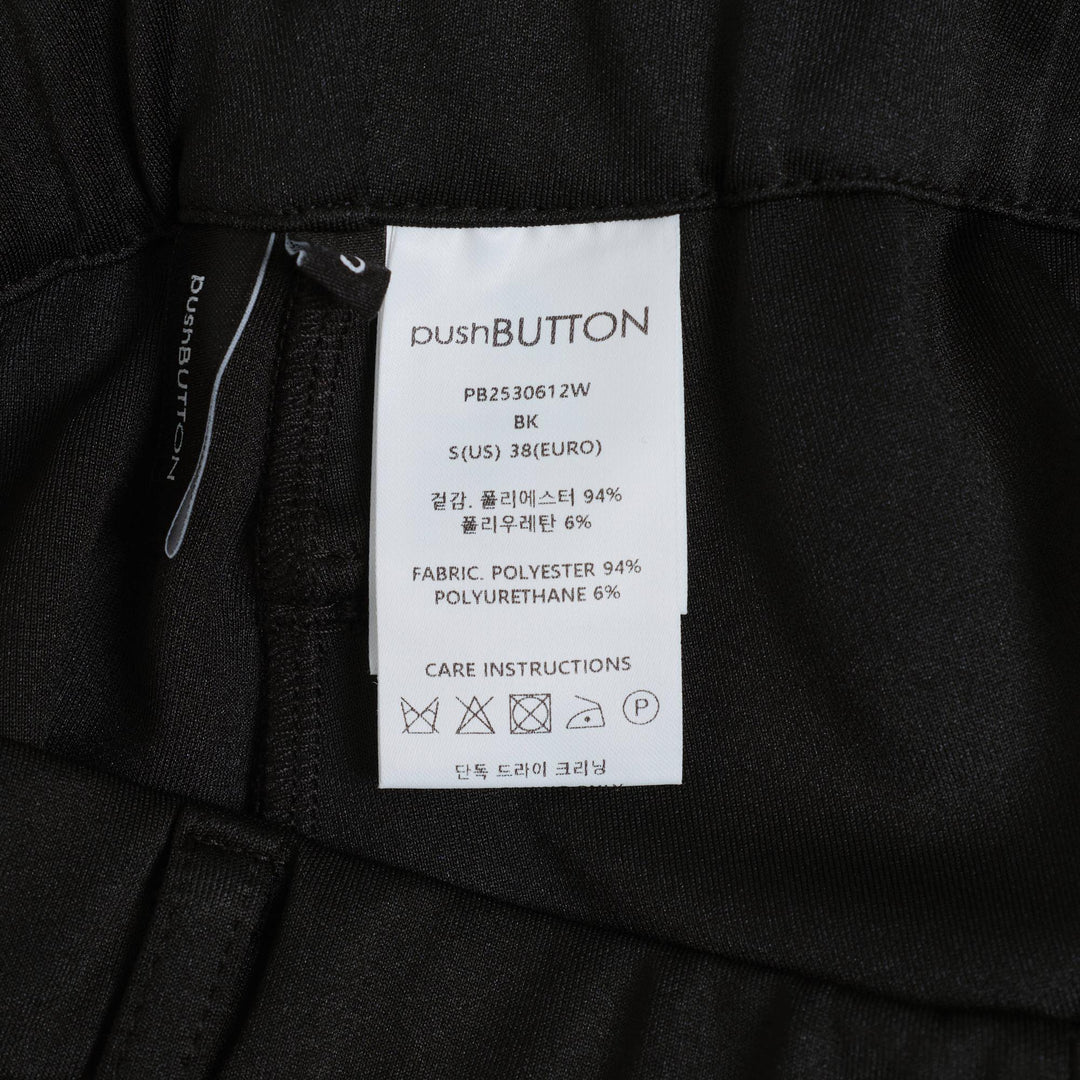 pushBUTTON
pushBUTTON
PB2530612W
BK
S(US) 38(EURO)
겉감. 폴리에스터 94%
폴리우레탄 6%
FABRIC. POLYESTER 94%
POLYURETHANE 6%
CARE INSTRUCTIONS
P
단독 드라이 크리닝